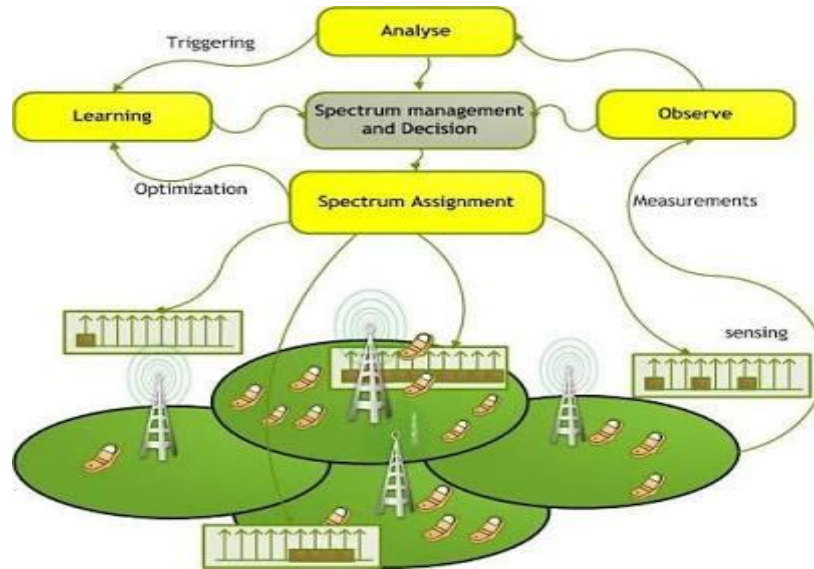 Analyse
Triggering
Learning
Spectrum management
and Decision
Observe
Optimization
Spectrum Assignment
Measurements
sensing